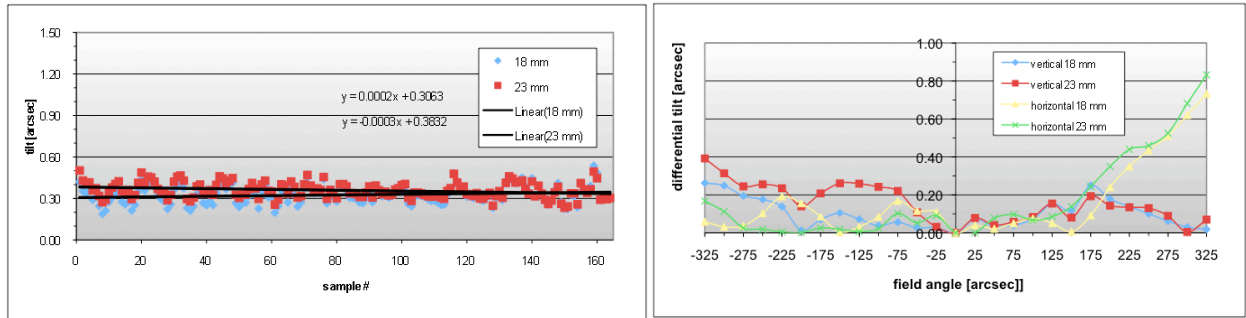 1.50
1.20
0.90
0.60
0.30
0.00
tilt [arcsec]
0 20 40 60 80 100 120 140 160
sample #
18 mm
23 mm
Linear (18 mm)
Linear (23 mm)
y = 0.0002x + 0.3063
y = -0.0003x + 0.3832
differential tilt [arcsec]
1.00
0.80
0.60
0.40
0.20
0.00
vertical 18 mm
vertical 23 mm
horizontal 18 mm
horizontal 23 mm
-325 -275 -225 -175 -125 -75 -25 25 75 125 175 225 275 325
field angle [arcsec]]